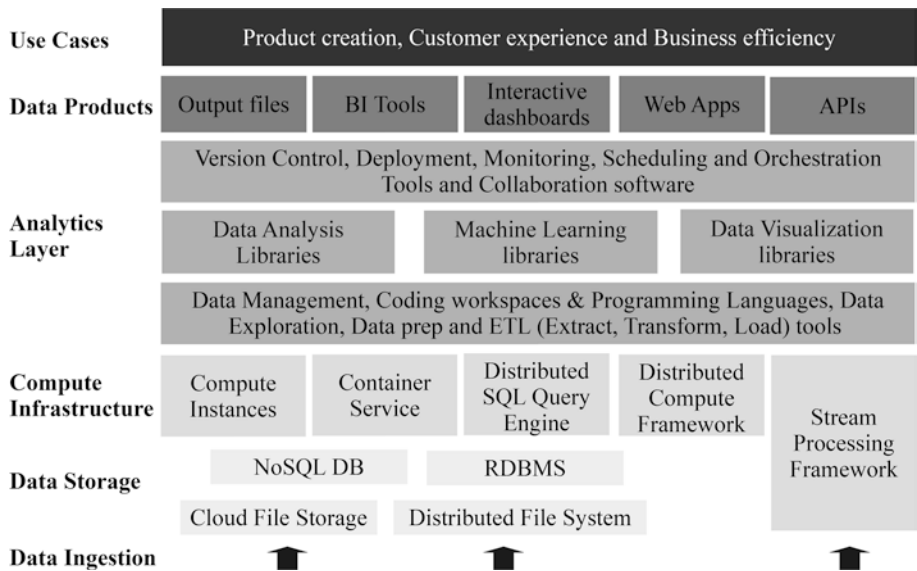 Use Cases
Product creation, Customer experience and Business efficiency
Data Products
Output files
BI Tools
Interactive
dashboards
Web Apps
APIs
Version Control, Deployment, Monitoring, Scheduling and Orchestration
Tools and Collaboration software
Analytics
Layer
Data Analysis
Libraries
Machine Learning
libraries
Data Visualization
libraries
Data Management, Coding workspaces & Programming Languages, Data
Exploration, Data prep and ETL (Extract, Transform, Load) tools
Compute
Infrastructure
Compute
Instances
Container
Service
Distributed
SQL Query
Engine
Distributed
Compute
Framework
Stream
Processing
Framework
Data Storage
NoSQL DB
RDBMS
Cloud File Storage
Distributed File System
Data Ingestion